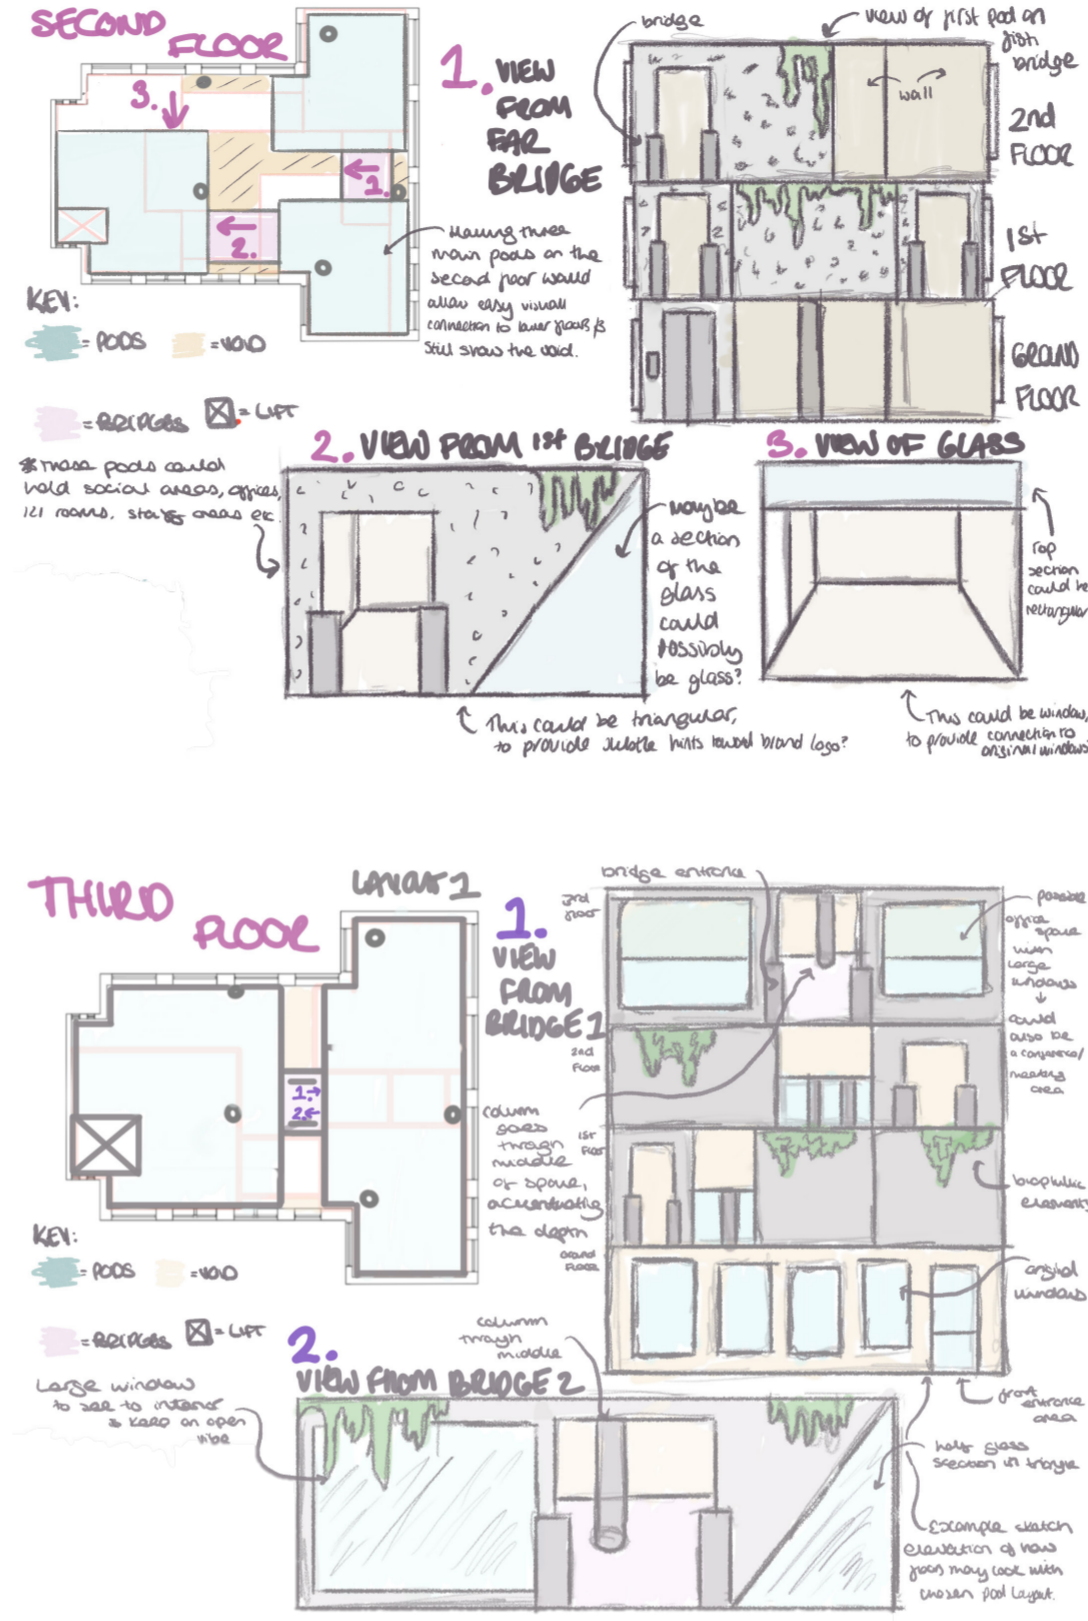 SECOND
FLOOR
3.
1.
2.
KEY:
= PODS
= VOID
= BRIDGES
= LIFT
Having three
main pods on the
second floor would
allow easy visual
connection to lower floors &
still show the void.
* These pods could
hold social areas, offices,
121 rooms, staff areas etc.
1. VIEW
FROM
FAR
BRIDGE
bridge
view of first pod on
bridge
wall
2nd
FLOOR
1st
FLOOR
GROUND
FLOOR
2. VIEW FROM 1st BRIDGE
Maybe
a section
of the
glass
could
possibly
be glass?
This could be triangular,
to provide subtle hints toward brand logo?
3. VIEW OF GLASS
Top
section
could be
rectangular
This could be window,
to provide connection to
original windows
THIRD
FLOOR
LAYOUT 1
1.
2.
KEY:
= PODS
= VOID
= BRIDGES
= LIFT
1.
VIEW
FROM
BRIDGE 1
bridge entrance
3rd
floor
2nd
FLOOR
1st
FLOOR
GROUND
FLOOR
possible
office
space
with
large
windows
could
also be
a conference/
meeting
area
column
goes
through
middle
of space,
accentuating
the depth
biophilic
elements
original
windows
front
entrance
area
2.
VIEW FROM BRIDGE 2
column
through
middle
Large window
to see to interior
& keep an open
vibe
half glass
section in triangle
Example sketch
elevation of how
floors may look with
chosen pod layout.